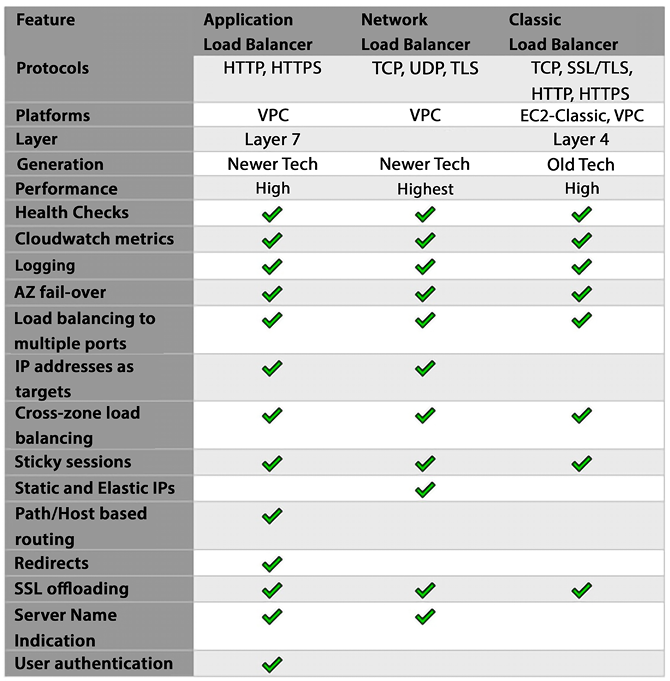 Feature Application Load Balancer Network Load Balancer Classic Load Balancer
Protocols HTTP, HTTPS TCP, UDP, TLS TCP, SSL/TLS, HTTP, HTTPS
Platforms VPC VPC EC2-Classic, VPC
Layer Layer 7 Layer 4
Generation Newer Tech Newer Tech Old Tech
Performance High Highest High
Health Checks ✔ ✔ ✔
Cloudwatch metrics ✔ ✔ ✔
Logging ✔ ✔ ✔
AZ fail-over ✔ ✔ ✔
Load balancing to multiple ports ✔ ✔ ✔
IP addresses as targets ✔ ✔
Cross-zone load balancing ✔ ✔ ✔
Sticky sessions ✔ ✔ ✔
Static and Elastic IPs ✔
Path/Host based routing ✔
Redirects ✔
SSL offloading ✔ ✔ ✔
Server Name Indication ✔ ✔
User authentication ✔